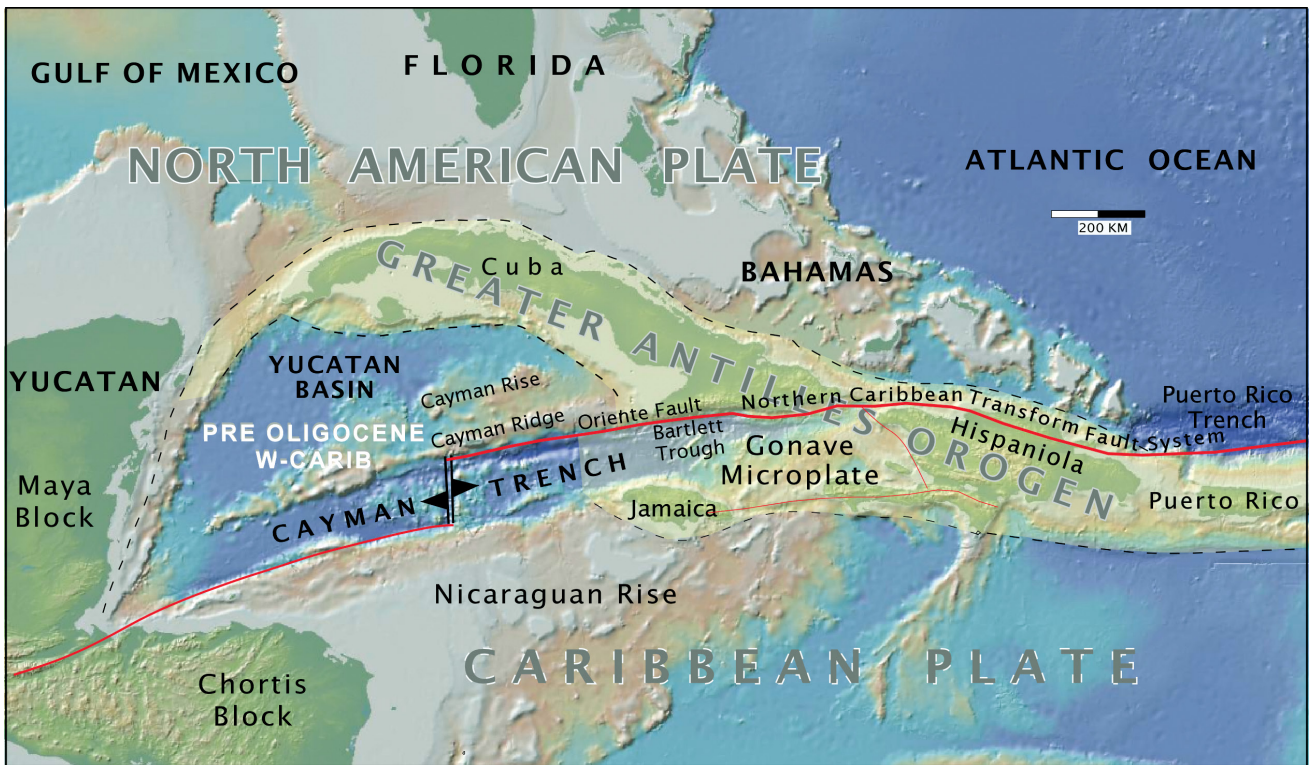 GULF OF MEXICO
FLORIDA
NORTH AMERICAN PLATE
ATLANTIC OCEAN
200 KM
Cuba
BAHAMAS
GREATER ANTILLES OROGEN
YUCATAN
YUCATAN
BASIN
Cayman Rise
Cayman Ridge
Oriente Fault
Northern Caribbean Transform Fault System
Puerto Rico
Trench
PRE OLIGOCENE
W-CARIB
Bartlett
Trough
Gonave
Microplate
Hispaniola
CAYMAN TRENCH
Maya
Block
Jamaica
Puerto Rico
Nicaraguan Rise
CARIBBEAN PLATE
Chortis
Block